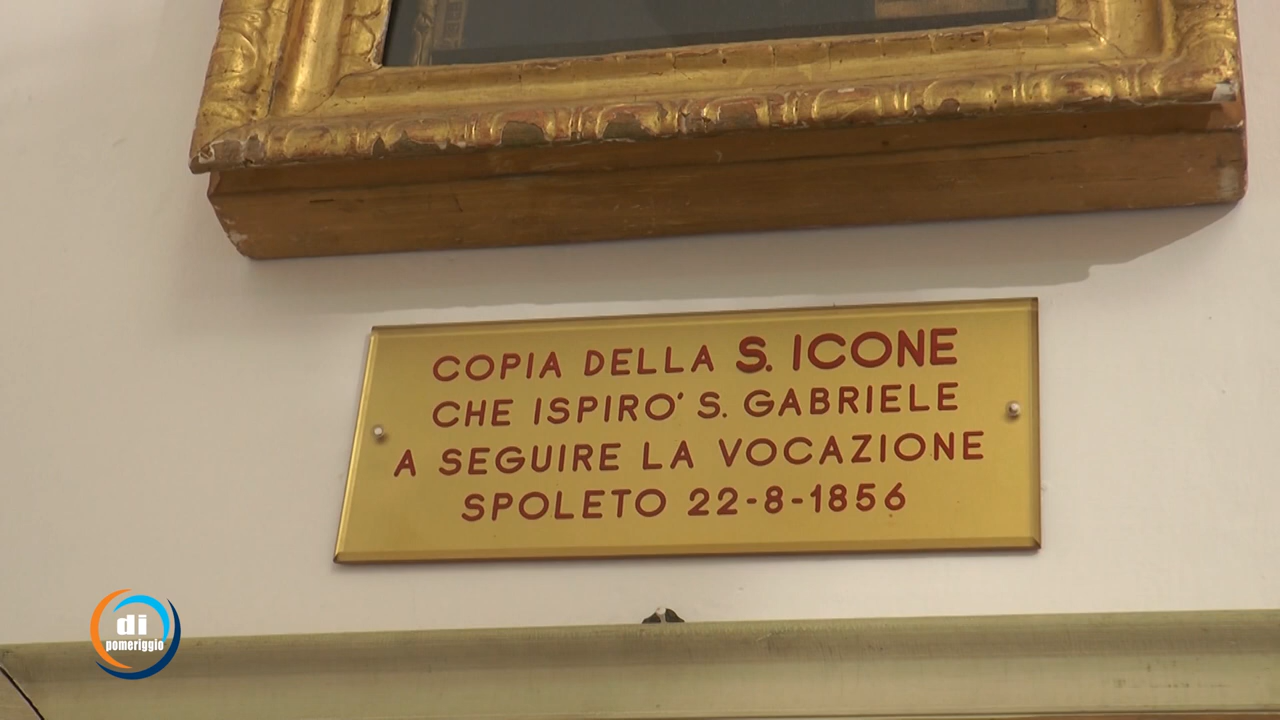 COPIA DELLA S. ICONE
CHE ISPIRO' S. GABRIELE
A SEGUIRE LA VOCAZIONE
SPOLETO 22-8-1856
di
pomeriggio